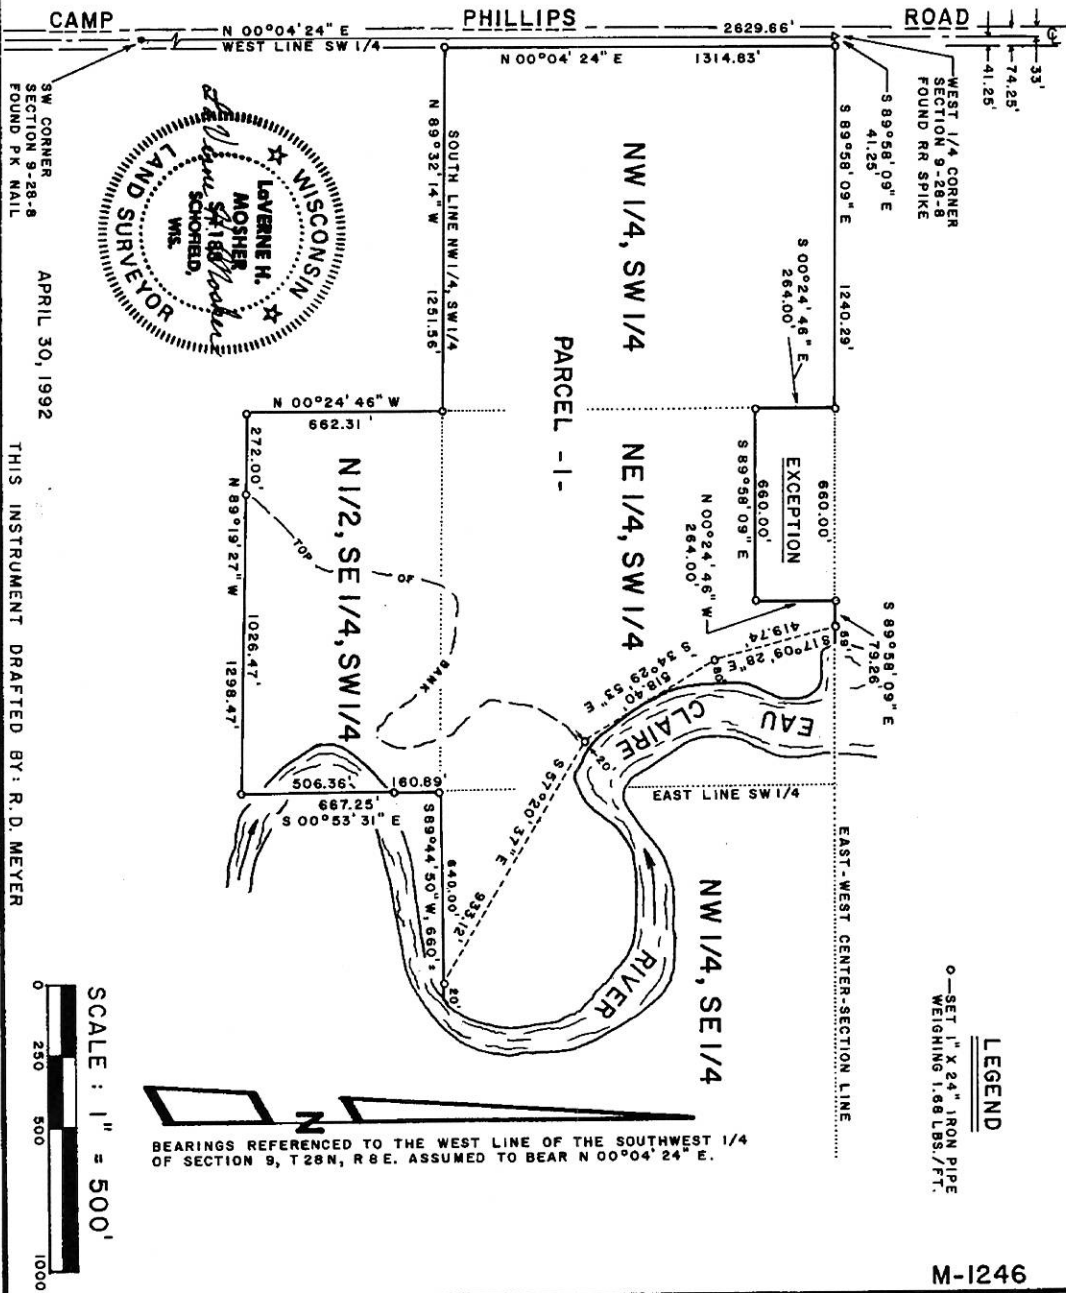 CAMP PHILLIPS ROAD
N 00°04'24" E
WEST LINE SW 1/4
2629.66'
33'
74.25'
41.25'
N 00°04'24" E 1314.83'
S 89°58'09" E
41.25'
WEST 1/4 CORNER
SECTION 9-28-8
FOUND RR SPIKE
SW CORNER
SECTION 9-28-8
FOUND PK NAIL
S 89°58'09" E 1240.29'
SOUTH LINE NW 1/4, SW 1/4
N 89°32'14" W 1251.56'
NW 1/4, SW 1/4
S 00°24'46" E
264.00'
PARCEL -1-
WISCONSIN
LAND SURVEYOR
LaVERNE H.
MOSHER
S# 188
SCHOFIELD,
WIS.
LaVerne H. Mosher
APRIL 30, 1992
N 00°24'46" W
662.31'
660.00'
EXCEPTION
660.00'
S 89°58'09" E
NE 1/4, SW 1/4
N 1/2, SE 1/4, SW 1/4
N 00°24'46" W
264.00'
S 89°58'09" E
79.26'
59'
419.74'
S17°09'28"E
80'
S 34°29'53" E
518.40'
TOP OF BANK
272.00'
N 89°19'27" W
1026.47'
1298.47'
EAU CLAIRE RIVER
20'
S 57°20'37" E
933.12'
506.36' 160.89'
667.25'
S 00°53'31" E
EAST LINE SW 1/4
640.00'
S89°44'50" W, 660'±
20'
NW 1/4, SE 1/4
EAST-WEST CENTER-SECTION LINE
LEGEND
o—SET 1" X 24" IRON PIPE
WEIGHING 1.68 LBS./FT.
THIS INSTRUMENT DRAFTED BY: R.D. MEYER
N
BEARINGS REFERENCED TO THE WEST LINE OF THE SOUTHWEST 1/4
OF SECTION 9, T28N, R8E. ASSUMED TO BEAR N 00°04'24" E.
SCALE : 1" = 500'
0 250 500 1000
M-1246